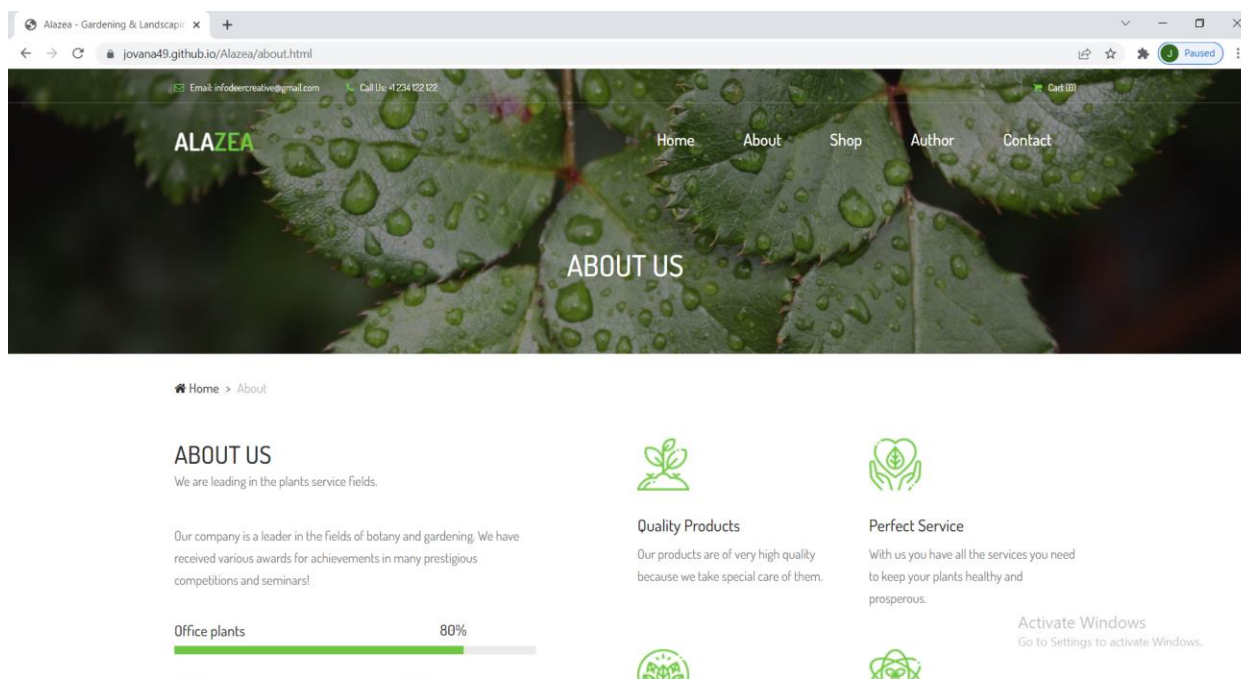 Alazea - Gardening & Landscapi
jovana49.github.io/Alazea/about.html
J Paused
Email: infodeercreative@gmail.com Call Us: +1 234 122 122 Cart (0)
ALAZEA Home About Shop Author Contact
ABOUT US
Home > About
ABOUT US
We are leading in the plants service fields.
Our company is a leader in the fields of botany and gardening. We have
received various awards for achievements in many prestigious
competitions and seminars!
Office plants 80%
Quality Products
Our products are of very high quality
because we take special care of them.
Perfect Service
With us you have all the services you need
to keep your plants healthy and
prosperous.
Activate Windows
Go to Settings to activate Windows.